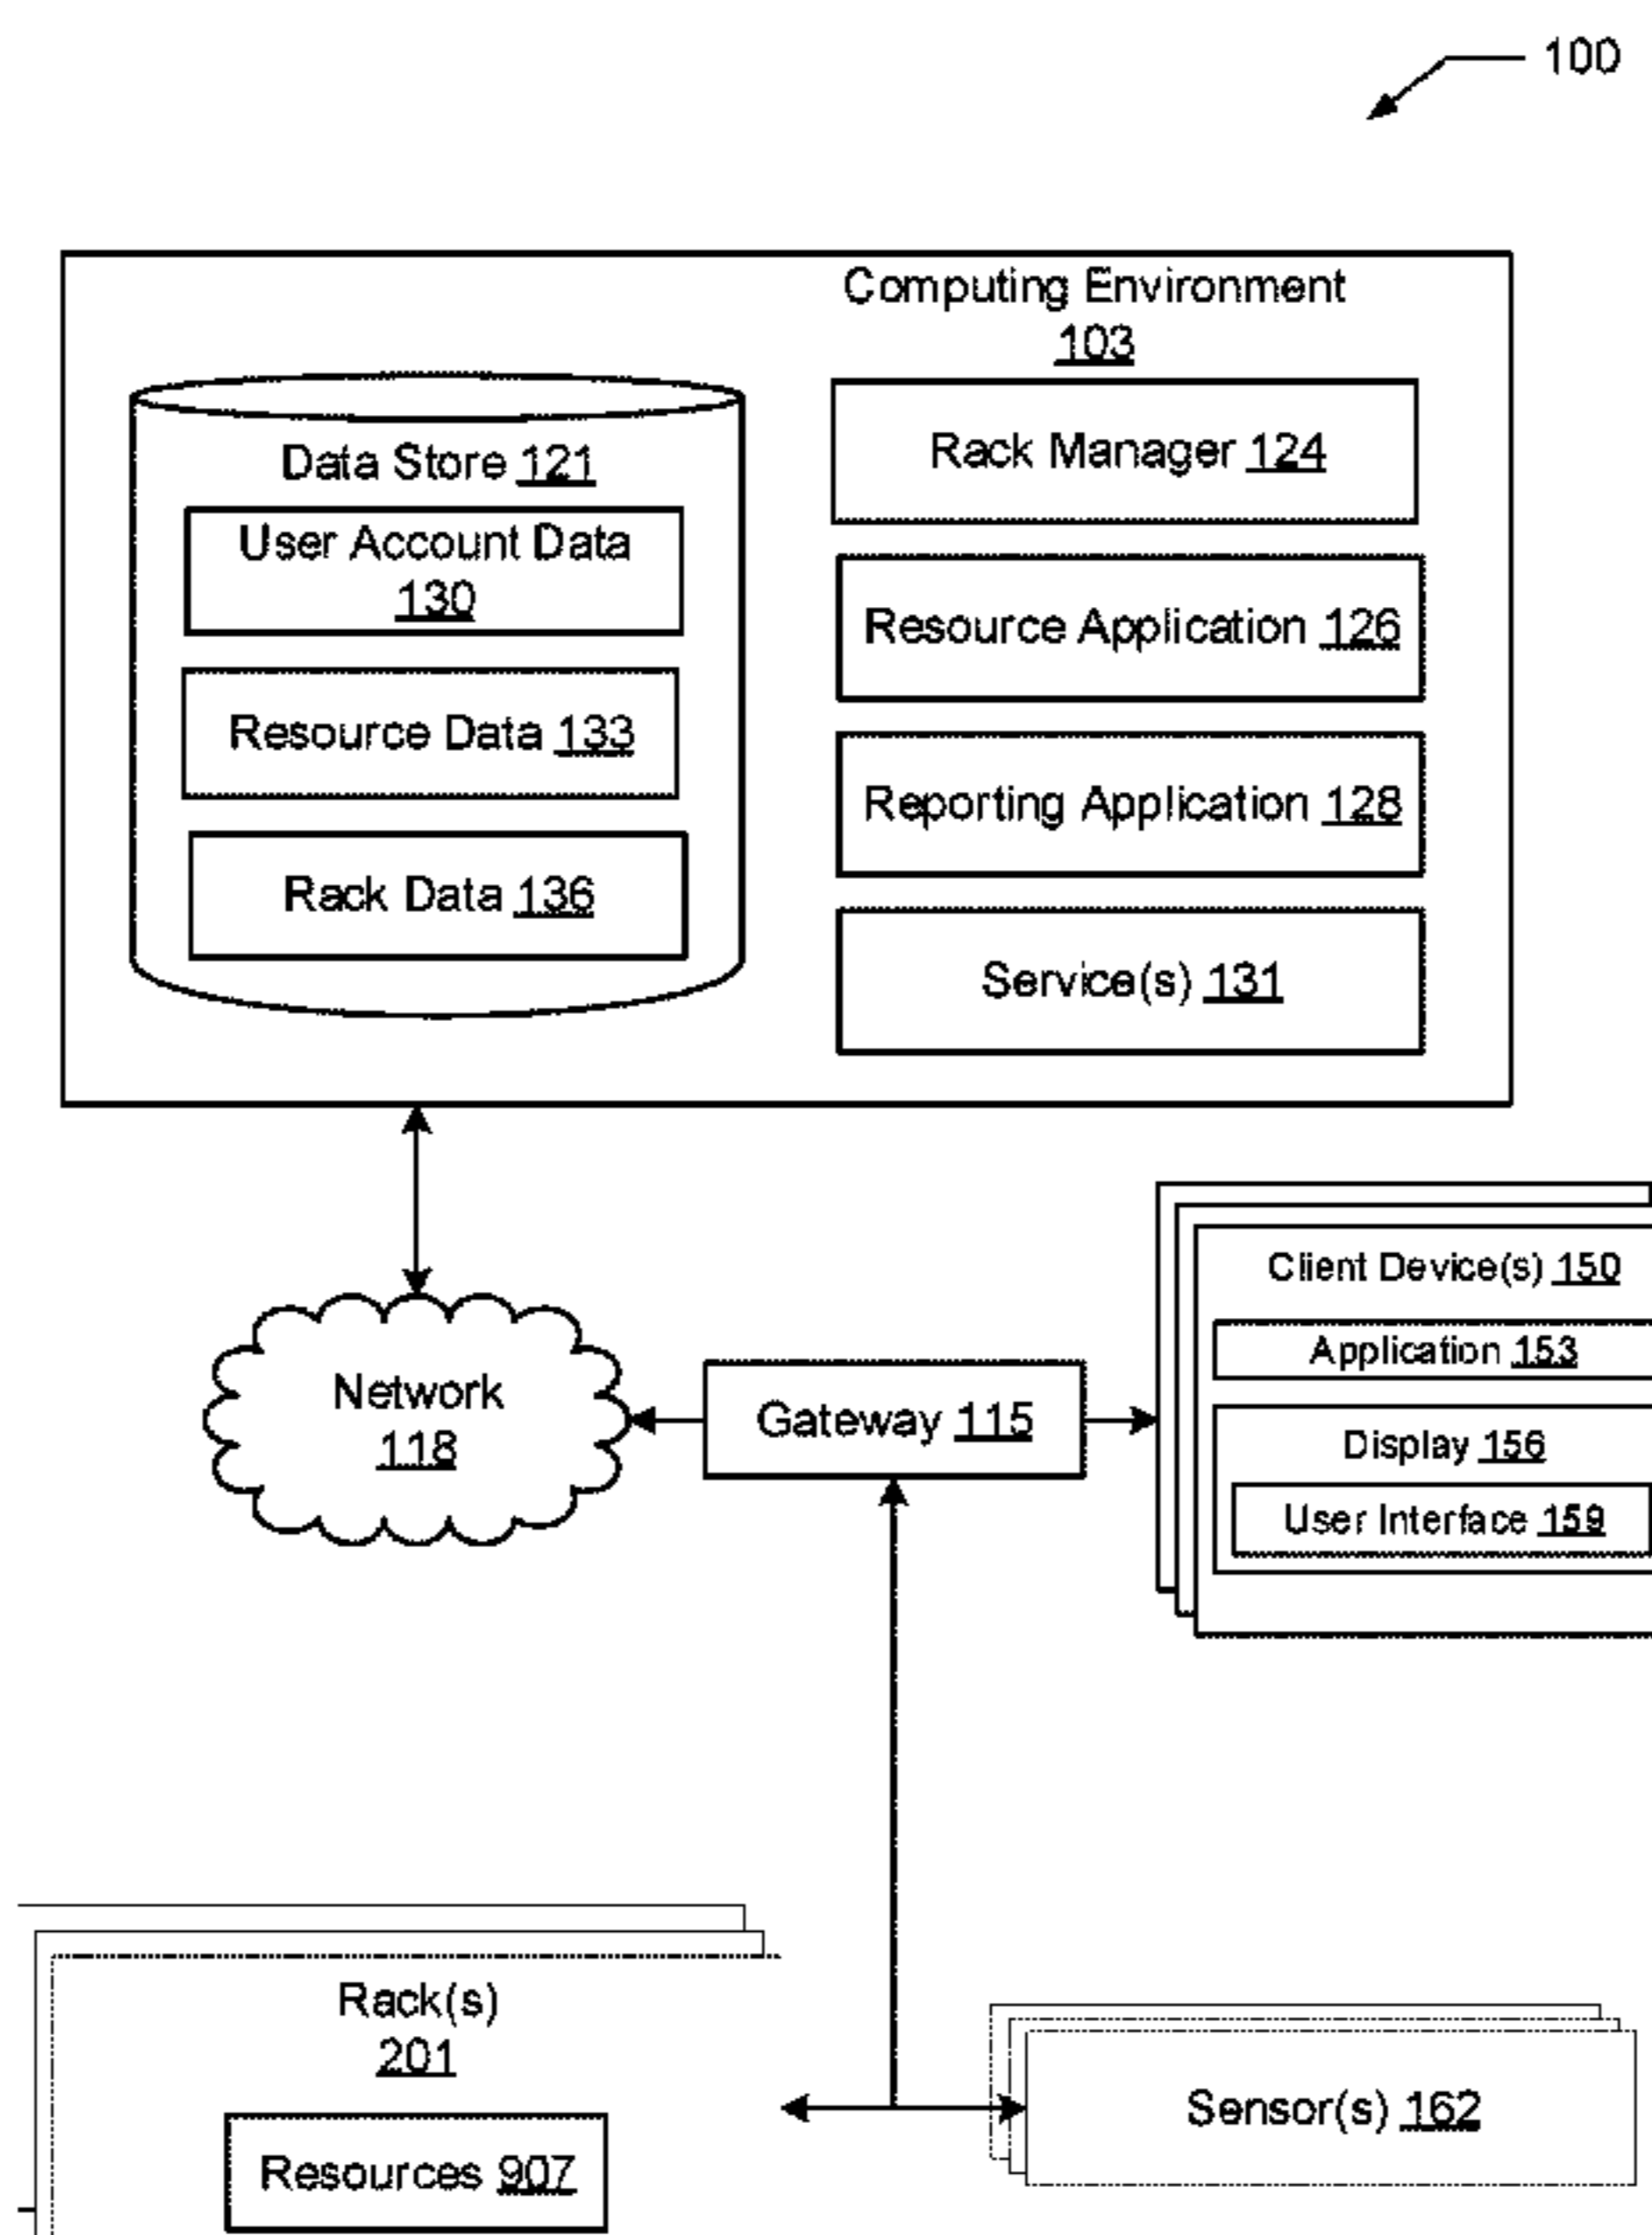 100
Computing Environment
103
Data Store 121
User Account Data
130
Resource Data 133
Rack Data 136
Rack Manager 124
Resource Application 126
Reporting Application 128
Service(s) 131
Network
118
Gateway 115
Client Device(s) 150
Application 153
Display 156
User Interface 159
Rack(s)
201
Resources 907
Sensor(s) 162